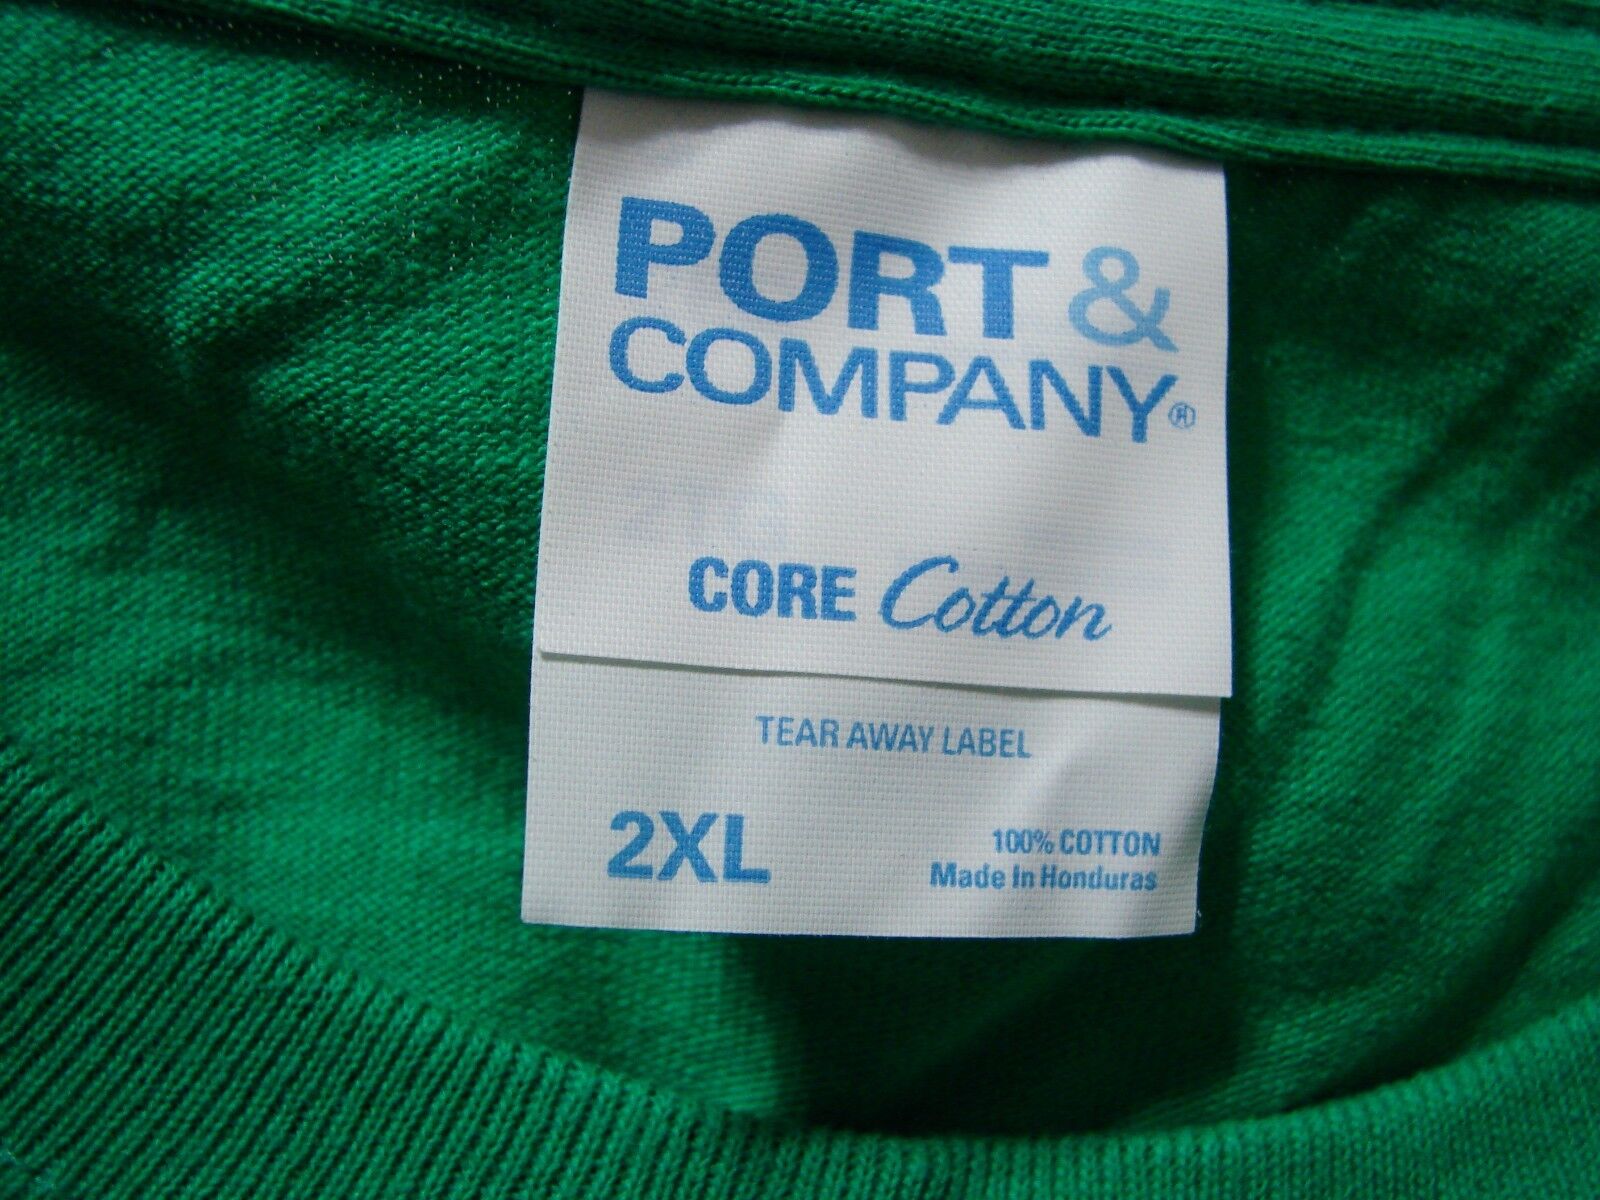 PORT &
COMPANY®
CORE Cotton
TEAR AWAY LABEL
2XL
100% COTTON
Made In Honduras